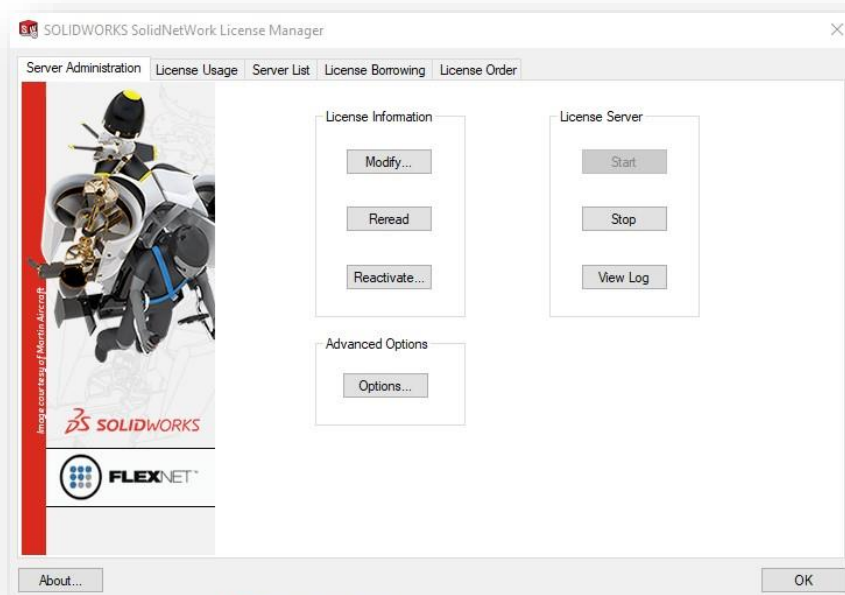 SOLIDWORKS SolidNetWork License Manager
Server Administration License Usage Server List License Borrowing License Order
License Information
Modify...
Reread
Reactivate...
License Server
Start
Stop
View Log
Advanced Options
Options...
Image courtesy of Martin Aircraft
SOLIDWORKS
FLEXNET
About...
OK